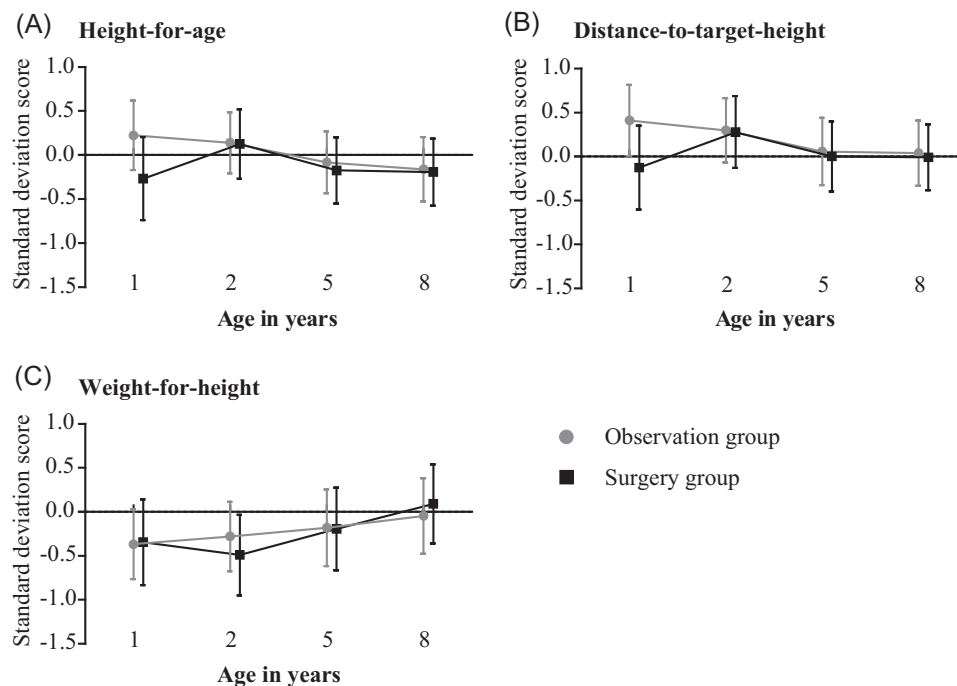 (A)
Height-for-age
Standard deviation score
1.0
0.5
0.0
-0.5
-1.0
-1.5
1 2 5 8
Age in years
(B)
Distance-to-target-height
Standard deviation score
1.0
0.5
0.0
-0.5
-1.0
-1.5
1 2 5 8
Age in years
(C)
Weight-for-height
Standard deviation score
1.0
0.5
0.0
-0.5
-1.0
-1.5
1 2 5 8
Age in years
Observation group
Surgery group